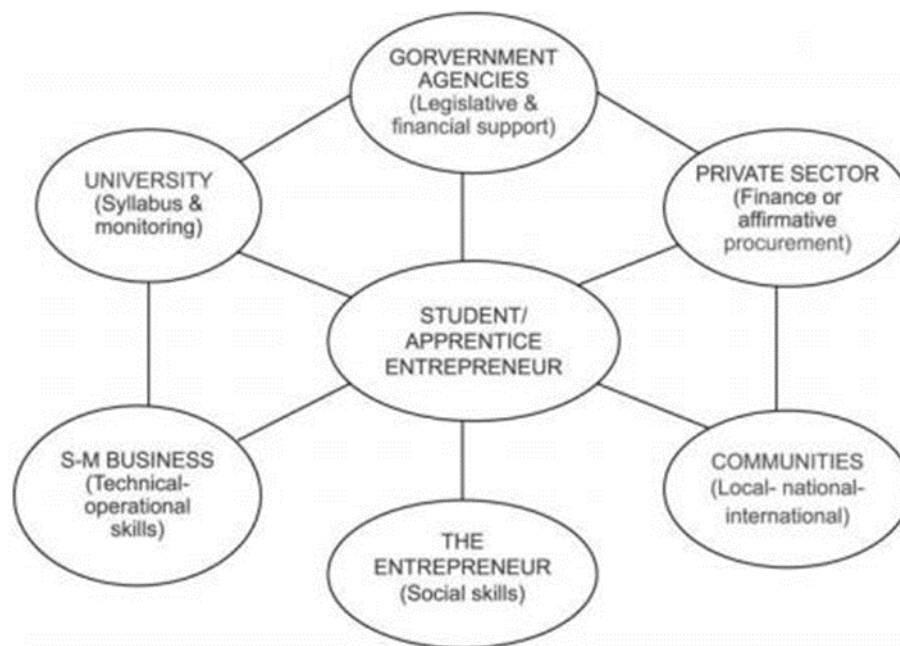 GORVERNMENT
AGENCIES
(Legislative &
financial support)
UNIVERSITY
(Syllabus &
monitoring)
PRIVATE SECTOR
(Finance or
affirmative
procurement)
STUDENT/
APPRENTICE
ENTREPRENEUR
S-M BUSINESS
(Technical-
operational
skills)
THE
ENTREPRENEUR
(Social skills)
COMMUNITIES
(Local- national-
international)